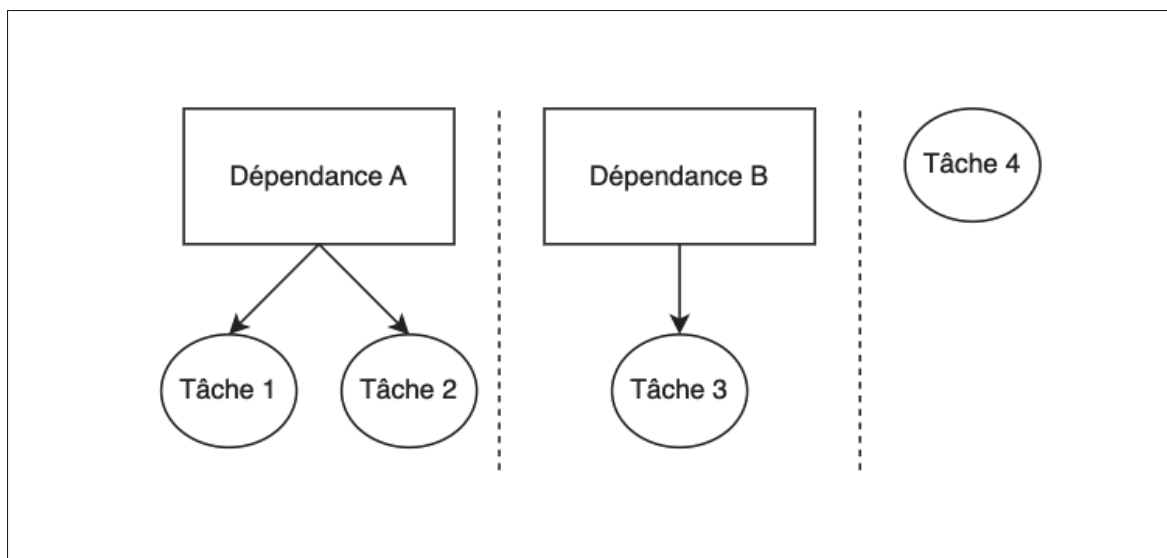 Dépendance A
Dépendance B
Tâche 4
Tâche 1
Tâche 2
Tâche 3